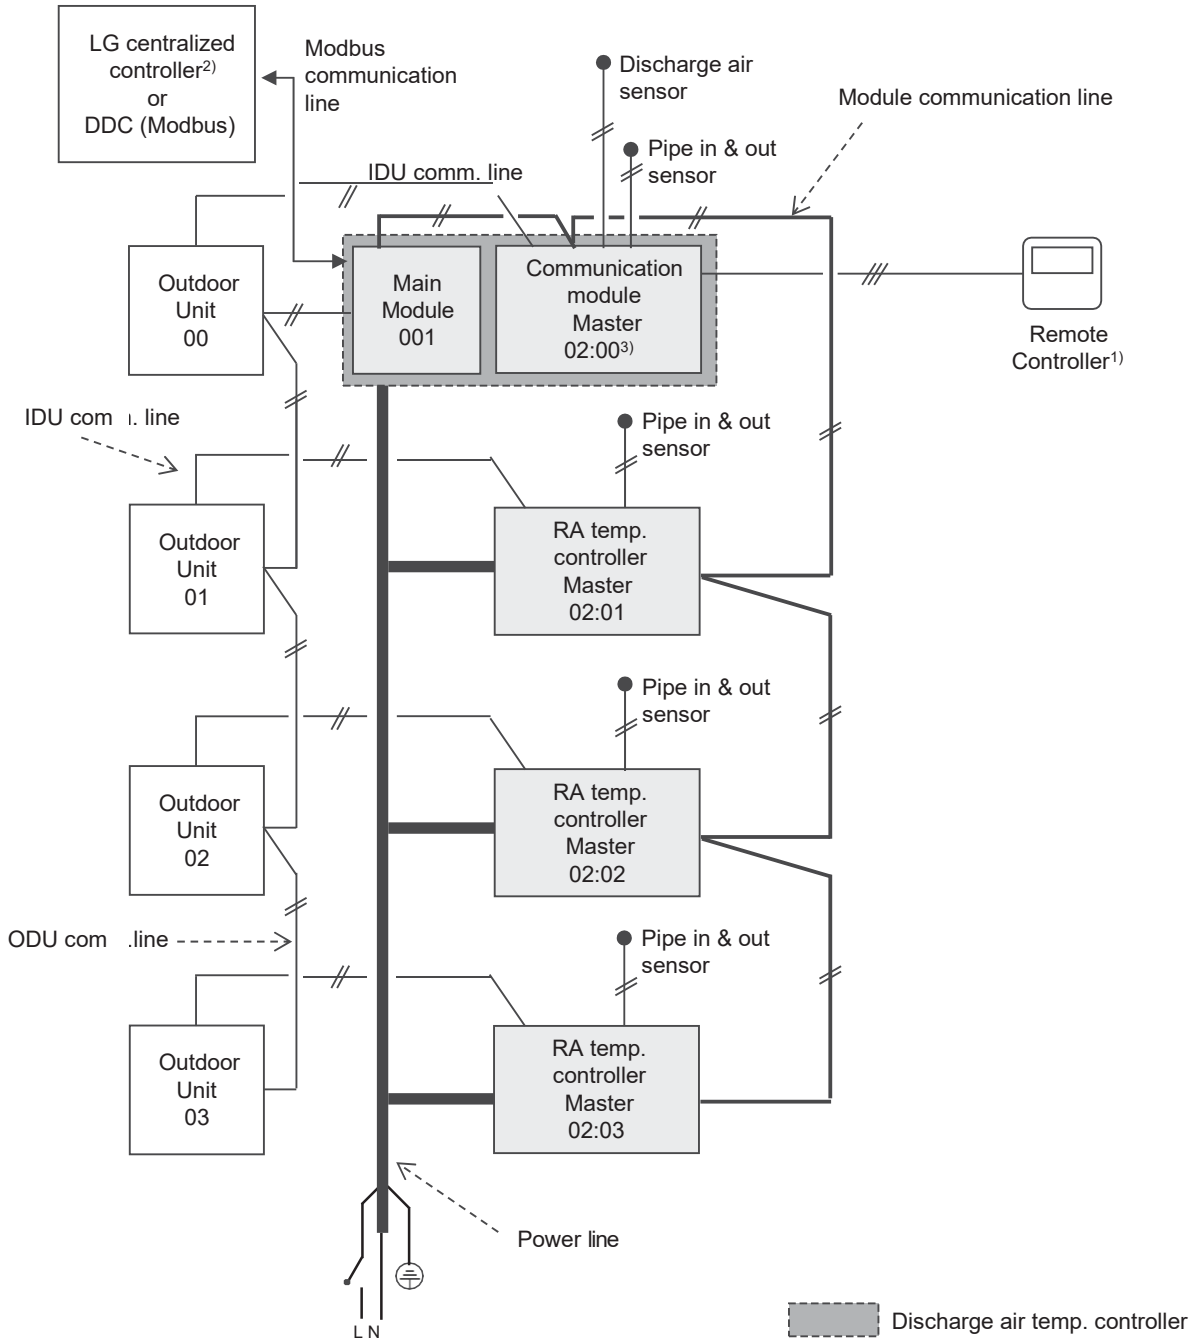 LG centralized
controller2)
or
DDC (Modbus)
Modbus
communication
line
Discharge air
sensor
Module communication line
Pipe in & out
sensor
IDU comm. line
Outdoor
Unit
00
Main
Module
001
Communication
module
Master
02:003)
Remote
Controller1)
IDU com ı. line
Pipe in & out
sensor
Outdoor
Unit
01
RA temp.
controller
Master
02:01
Pipe in & out
sensor
Outdoor
Unit
02
RA temp.
controller
Master
02:02
ODU com .line
Pipe in & out
sensor
Outdoor
Unit
03
RA temp.
controller
Master
02:03
Power line
L N
Discharge air temp. controller